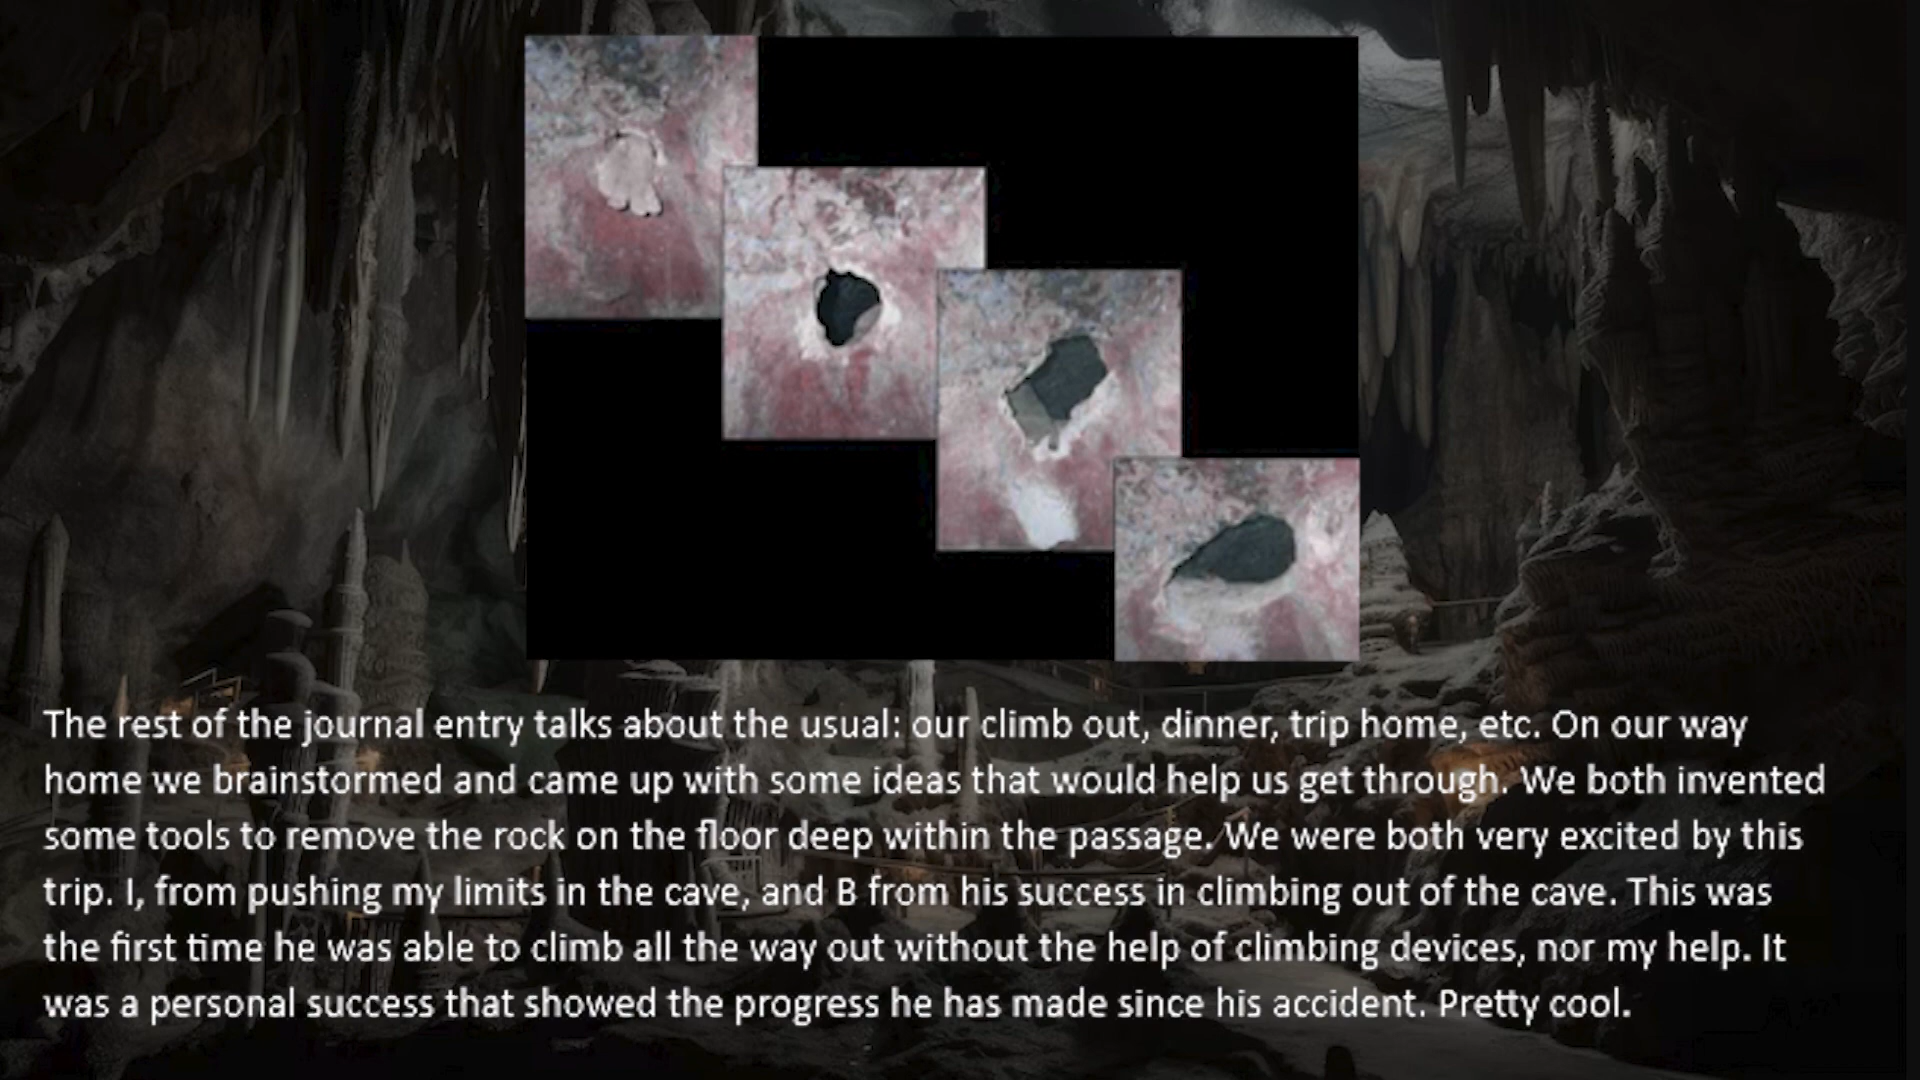 The rest of the journal entry talks about the usual: our climb out, dinner, trip home, etc. On our way
home we brainstormed and came up with some ideas that would help us get through. We both invented
some tools to remove the rock on the floor deep within the passage. We were both very excited by this
trip. I, from pushing my limits in the cave, and B from his success in climbing out of the cave. This was
the first time he was able to climb all the way out without the help of climbing devices, nor my help. It
was a personal success that showed the progress he has made since his accident. Pretty cool.